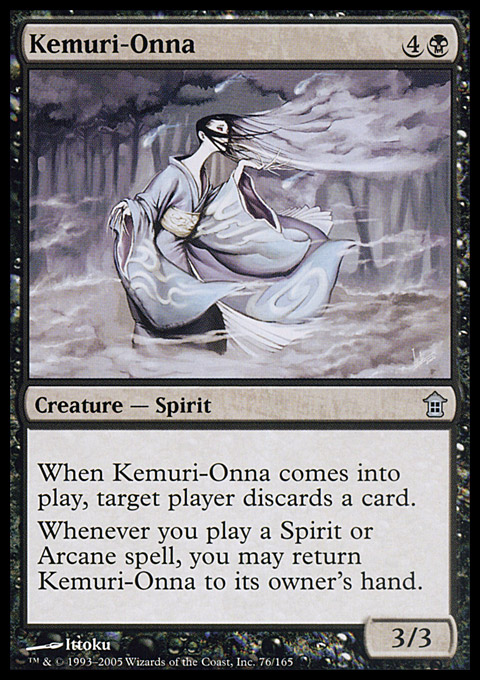 Kemuri-Onna 4
Creature — Spirit
When Kemuri-Onna comes into
play, target player discards a card.
Whenever you play a Spirit or
Arcane spell, you may return
Kemuri-Onna to its owner's hand.
Ittoku
3/3
™ & © 1993–2005 Wizards of the Coast, Inc. 76/165